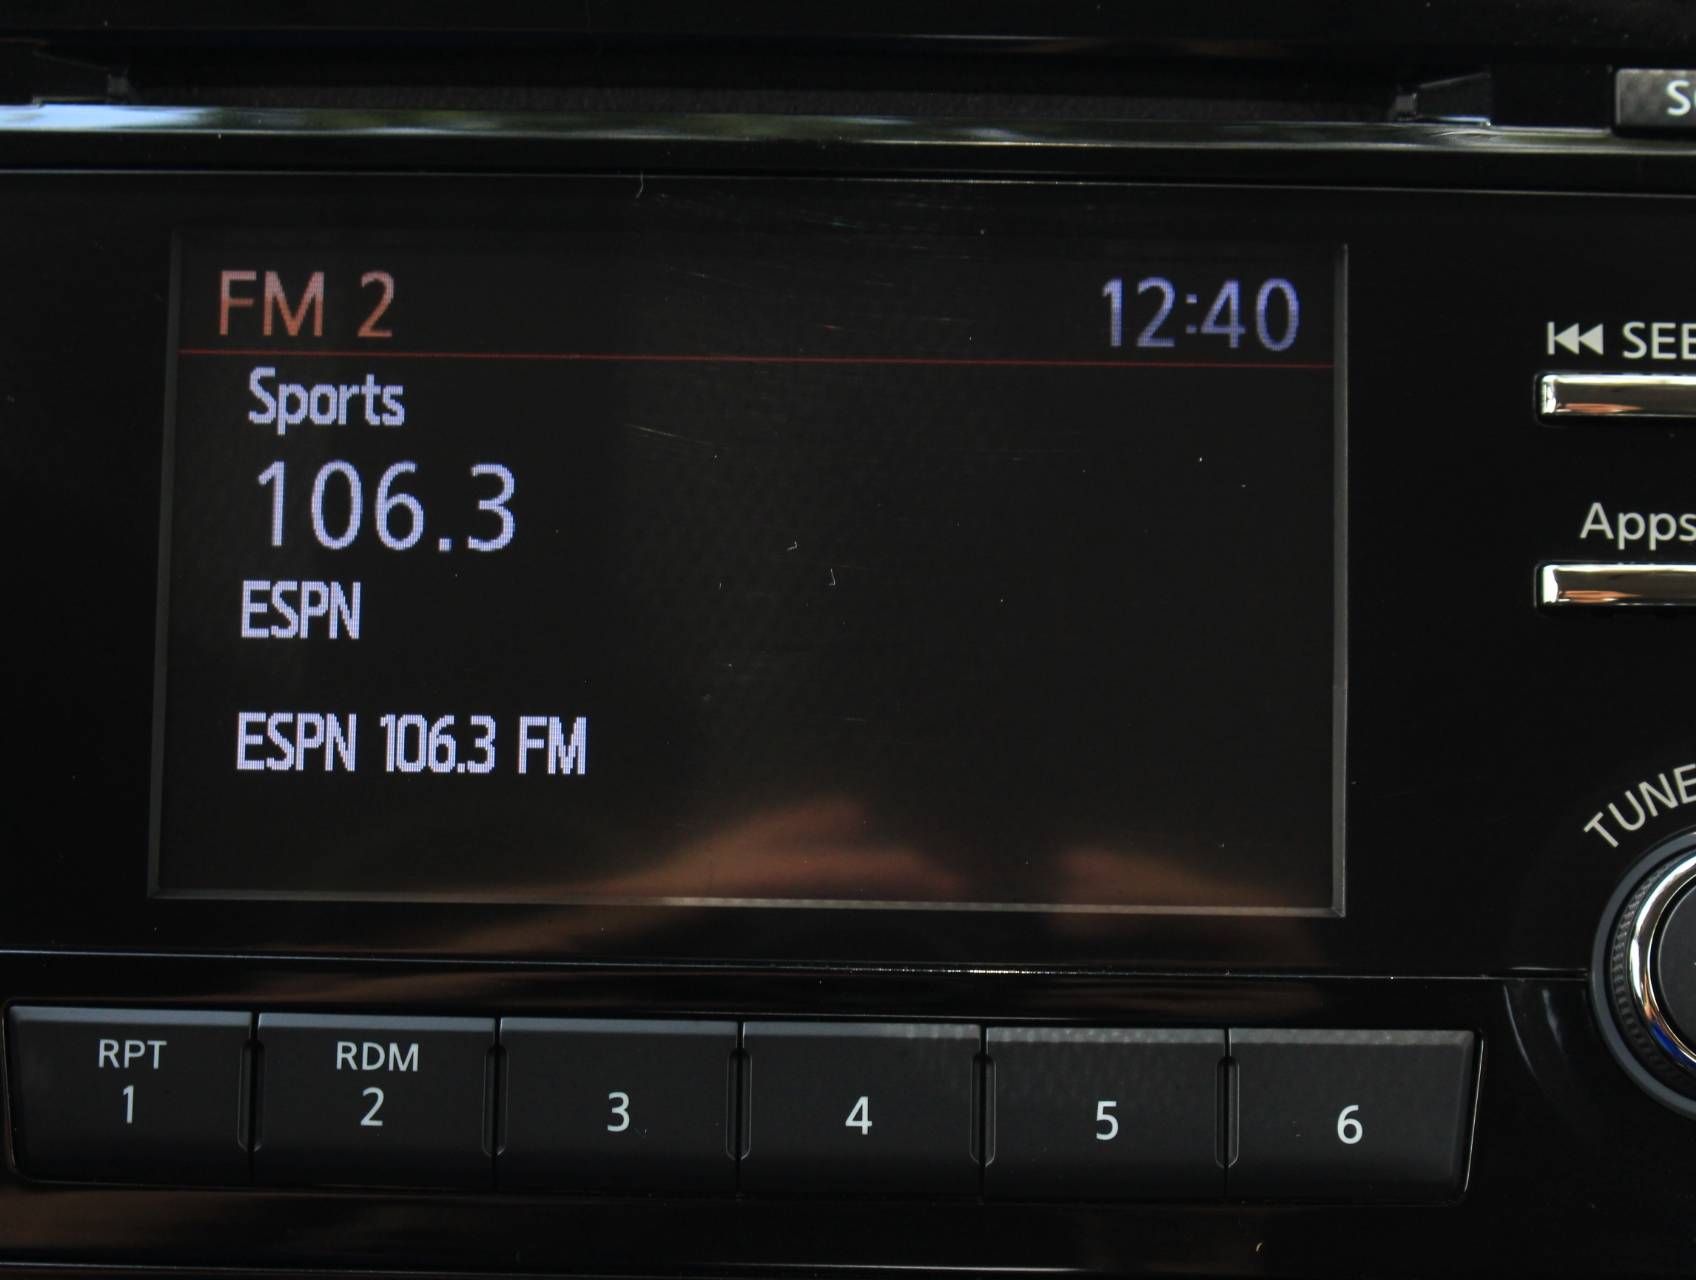 FM 2 12:40
Sports
106.3
ESPN
ESPN 106.3 FM
Apps
TUNE
RPT RDM
1 2 3 4 5 6